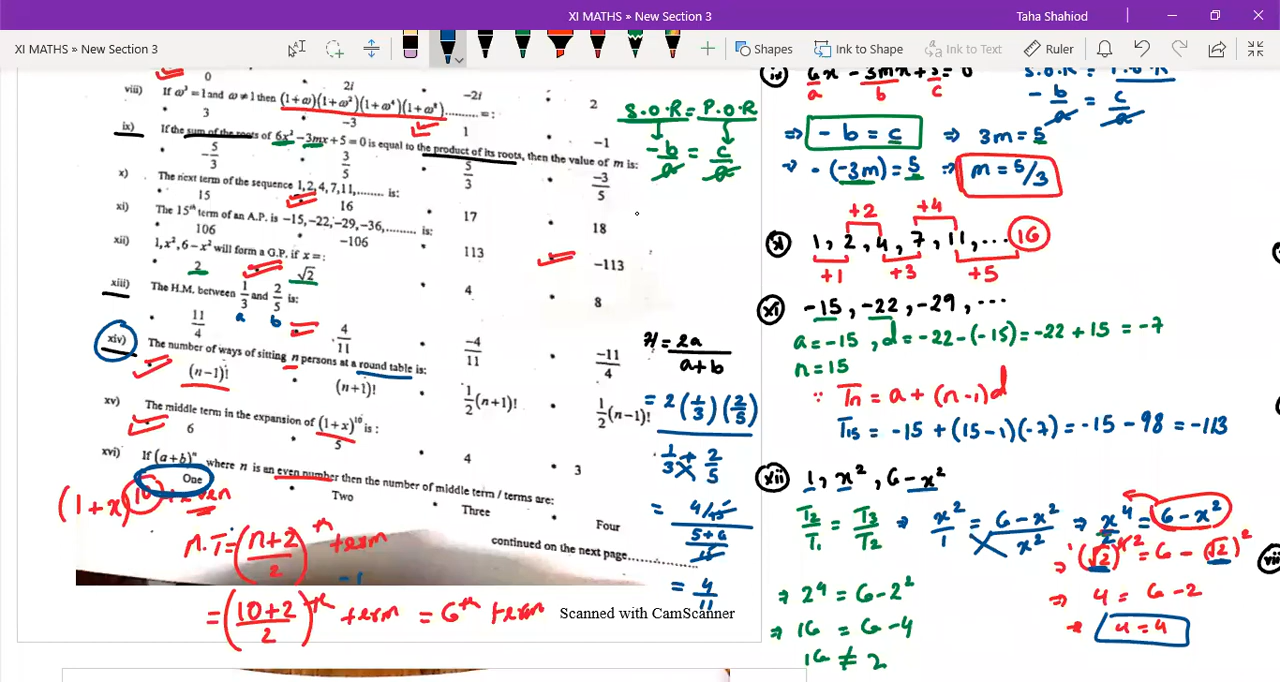 XI MATHS » New Section 3
Taha Shahiod
XI MATHS » New Section 3
Shapes
Ink to Shape
Ink to Text
Ruler
0
2i
-2i
2
viii) If ω³ = 1 and ω ≠ 1 then (1+ω)(1+ω²)(1+ω⁴)(1+ω⁸).......... = :
3
-3
1
-1
ix) If the sum of the roots of 6x² - 3mx + 5 = 0 is equal to the product of its roots, then the value of m is:
-5/3
3/5
5/3
-3/5
x) The next term of the sequence 1, 2, 4, 7, 11, ........ is:
15
16
17
18
xi) The 15th term of an A.P. is -15, -22, -29, -36, ........ is:
106
-106
113
-113
xii) 1, x², 6 - x² will form a G.P. if x = :
2
√2
4
8
xiii) The H.M. between 1/3 and 2/5 is:
a b
11/4
4/11
-4/11
-11/4
xiv) The number of ways of sitting n persons at a round table is:
(n-1)!
(n+1)!
1/2 (n+1)!
1/2 (n-1)!
xv) The middle term in the expansion of (1+x)¹⁰ is :
6
5
4
3
xvi) If (a+b)ⁿ where n is an even number then the number of middle term / terms are:
One
Two
Three
Four
continued on the next page..............
(1+x)¹⁰
M.T = ((n+2)/2)th term
= ((10+2)/2)th term = 6th term
Scanned with CamScanner
S.O.R = P.O.R
-b/a = c/a
H = 2a/(a+b)
= 2(1/3)(2/5)
1/3 + 2/5
= 4/15
5+6/15
= 4/11
6x - 3mx + 5 = 0
a b c
S.O.R = P.O.R
-b/a = c/a
⇒ -b = c ⇒ 3m = 5
-(-3m) = 5 ⇒ m = 5/3
+2 +4
xi 1, 2, 4, 7, 11, ... 16
+1 +3 +5
xi -15, -22, -29, ...
a = -15, d = -22-(-15) = -22 + 15 = -7
n = 15
∵ Tn = a + (n-1)d
T15 = -15 + (15-1)(-7) = -15 - 98 = -113
xii 1, x², 6-x²
T2/T1 = T3/T2 ⇒ x²/1 = 6-x²/x² ⇒ x⁴ = 6-x²
(√2)⁴ = 6 - (√2)²
⇒ 2⁴ = 6-2²
⇒ 4 = 6-2
⇒ 16 = 6-4
4 = 4
16 ≠ 2